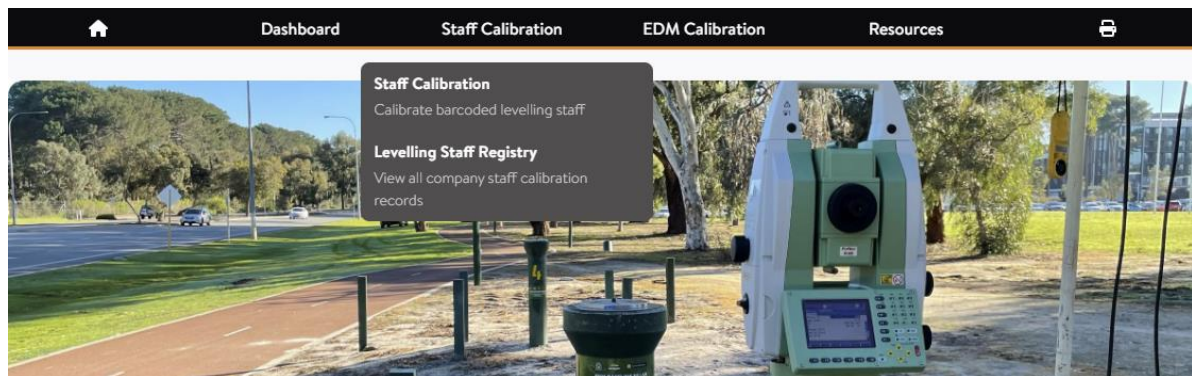 Dashboard
Staff Calibration
EDM Calibration
Resources
Staff Calibration
Calibrate barcoded levelling staff
Levelling Staff Registry
View all company staff calibration
records
4